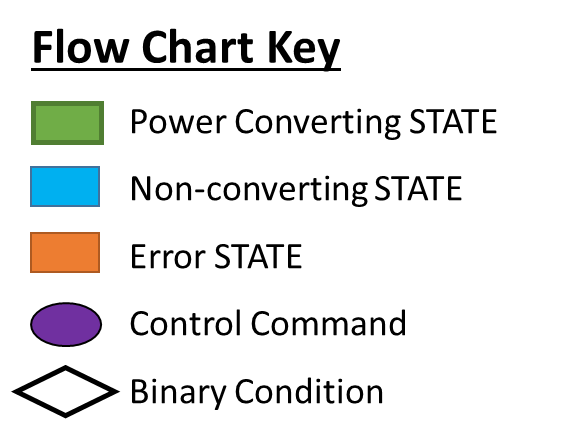 Flow Chart Key
Power Converting STATE
Non-converting STATE
Error STATE
Control Command
Binary Condition